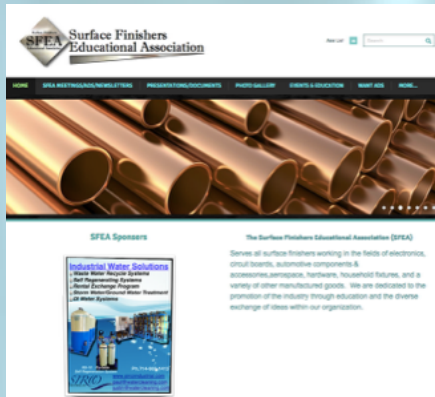 SFEA
Surface Finishers
Educational Association
Search
HOME SFEA MEETINGS/ADS/NEWSLETTERS PRESENTATIONS/DOCUMENTS PHOTO GALLERY EVENTS & EDUCATION WANT ADS MORE...
SFEA Sponsors
Industrial Water Solutions
Waste Water Recycle Systems
Self Regenerating Systems
Rental Exchange Program
Storm Water/Ground Water Treatment
DI Water Systems
The Surface Finishers Educational Association (SFEA)
Serves all surface finishers working in the fields of electronics,
circuit boards, automotive components &
accessories,aerospace, hardware, household fixtures, and a
variety of other manufactured goods. We are dedicated to the
promotion of the industry through education and the diverse
exchange of ideas within our organization.